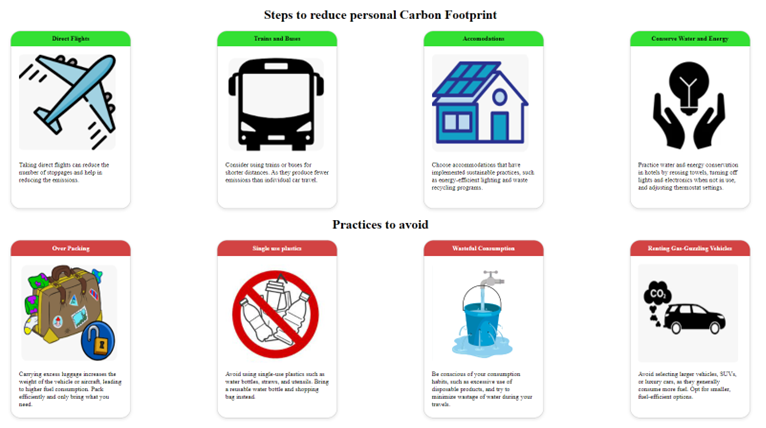 Steps to reduce personal Carbon Footprint
Direct Flights
Taking direct flights can reduce the
number of stoppages and help in
reducing the emissions.
Trains and Buses
Consider using trains or buses for
shorter distances. As they produce fewer
emissions than individual car travel.
Accomodations
Choose accommodations that have
implemented sustainable practices, such
as energy-efficient lighting and waste
recycling programs.
Conserve Water and Energy
Practice water and energy conservation
in hotels by reusing towels, turning off
lights and electronics when not in use,
and adjusting thermostat settings.
Practices to avoid
Over Packing
Carrying excess luggage increases the
weight of the vehicle or aircraft, leading
to higher fuel consumption. Pack
efficiently and only bring what you
need.
Single use plastics
Avoid using single-use plastics such as
water bottles, straws, and utensils. Bring
a reusable water bottle and shopping
bag instead.
Wasteful Consumption
Be conscious of your consumption
habits, such as excessive use of
disposable products, and try to
minimize wastage of water during your
travels.
Renting Gas-Guzzling Vehicles
CO2
Avoid selecting larger vehicles, SUVs,
or luxury cars, as they generally
consume more fuel. Opt for smaller,
fuel-efficient options.